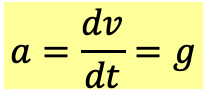 a = dv/dt = g